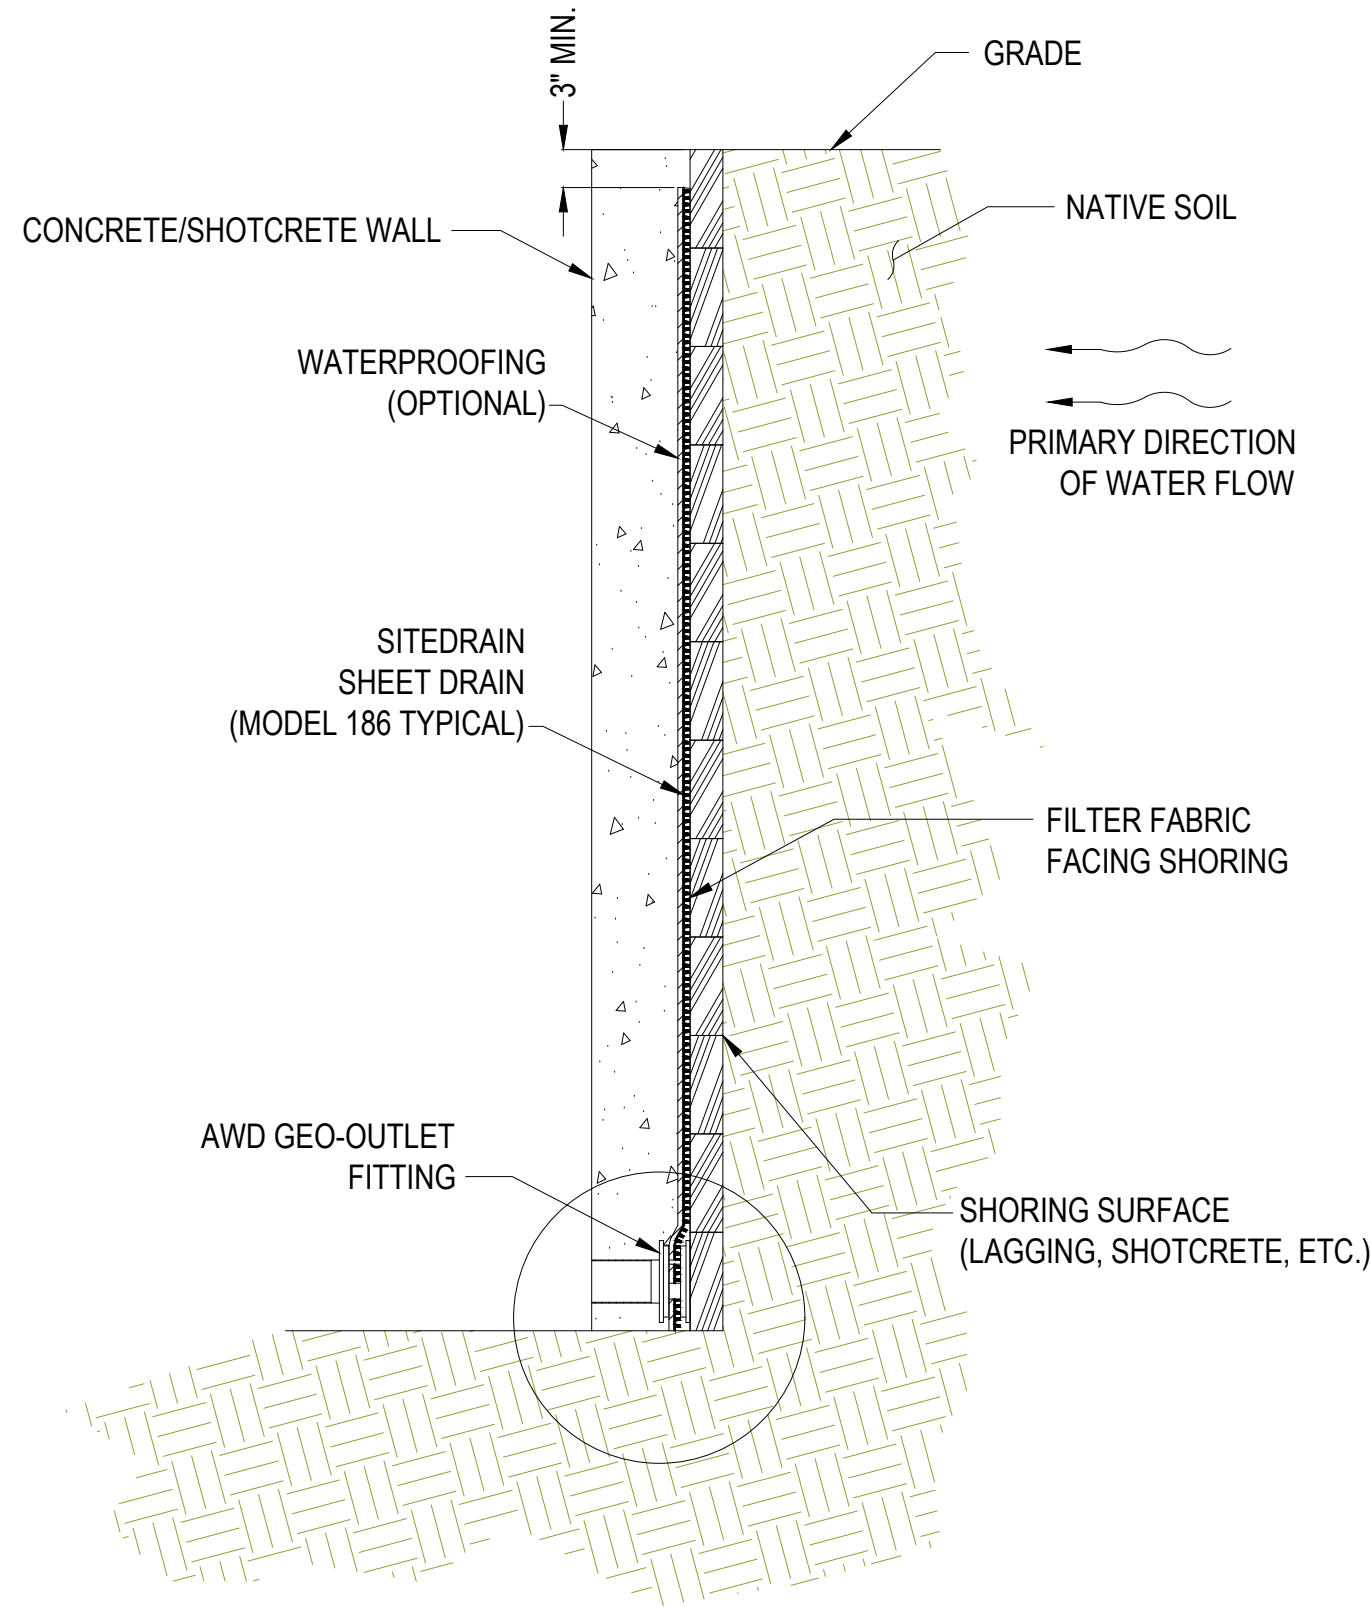 3" MIN.
GRADE
NATIVE SOIL
CONCRETE/SHOTCRETE WALL
WATERPROOFING
(OPTIONAL)
PRIMARY DIRECTION
OF WATER FLOW
SITEDRAIN
SHEET DRAIN
(MODEL 186 TYPICAL)
FILTER FABRIC
FACING SHORING
AWD GEO-OUTLET
FITTING
SHORING SURFACE
(LAGGING, SHOTCRETE, ETC.)